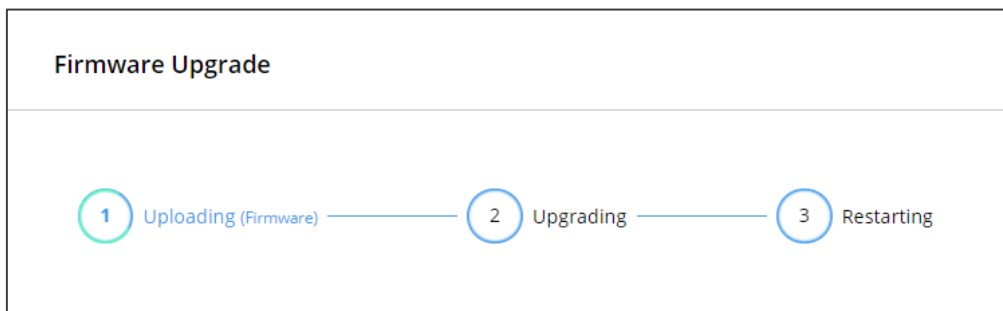 Firmware Upgrade
1 Uploading (Firmware) 2 Upgrading 3 Restarting